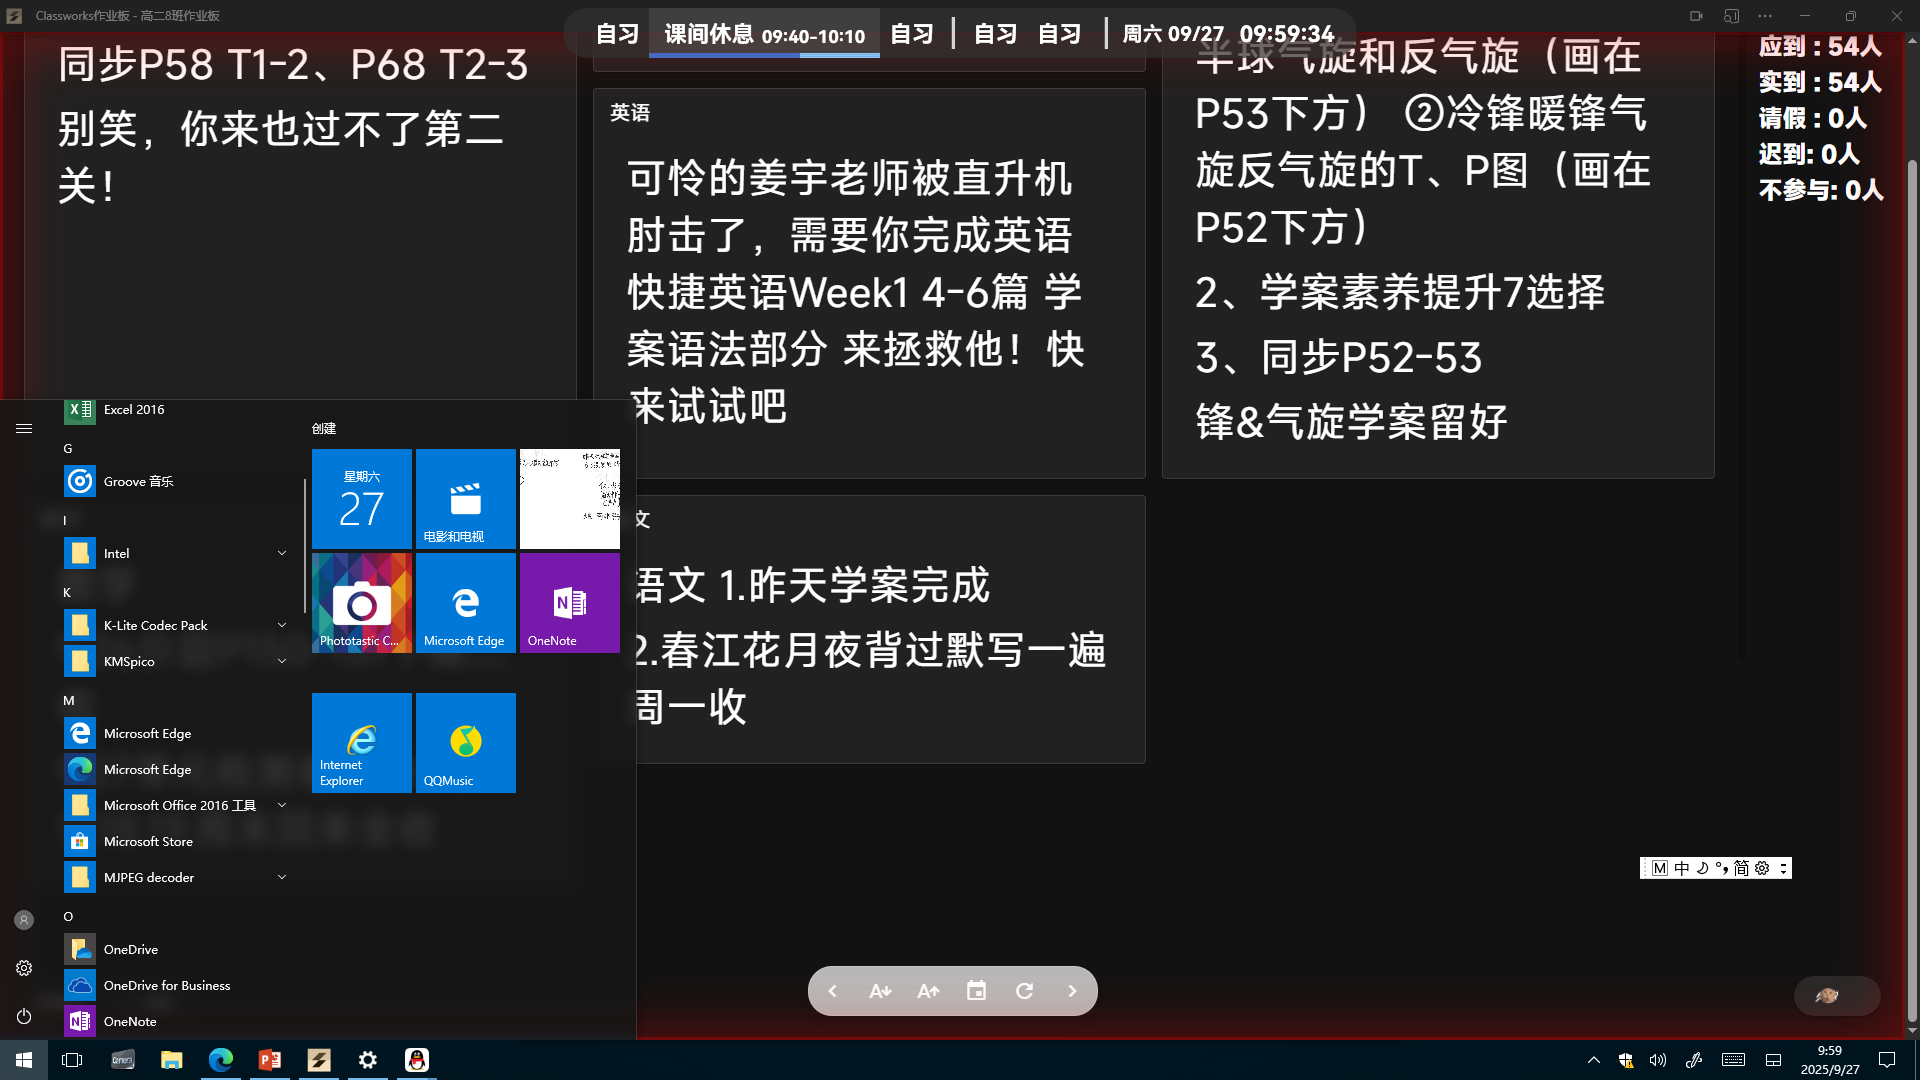 Classworks作业板 - 高二8班作业板
自习 课间休息 09:40-10:10 自习 | 自习 自习 | 周六 09/27 09:59:34
同步P58 T1-2、P68 T2-3
别笑，你来也过不了第二
关！
英语
可怜的姜宇老师被直升机
肘击了，需要你完成英语
快捷英语Week1 4-6篇 学
案语法部分 来拯救他！快
来试试吧
文
语文 1.昨天学案完成
2.春江花月夜背过默写一遍
周一收
半球气旋和反气旋（画在
P53下方） ②冷锋暖锋气
旋反气旋的T、P图（画在
P52下方）
2、学案素养提升7选择
3、同步P52-53
锋&气旋学案留好
应到：54人
实到：54人
请假：0人
迟到: 0人
不参与: 0人
Excel 2016
G
Groove 音乐
I
Intel
K
K-Lite Codec Pack
KMSpico
M
Microsoft Edge
Microsoft Edge
Microsoft Office 2016 工具
Microsoft Store
MJPEG decoder
O
OneDrive
OneDrive for Business
OneNote
创建
星期六
27
电影和电视
Phototastic C...
Microsoft Edge
OneNote
Internet
Explorer
QQMusic
M 中 简
9:59
2025/9/27